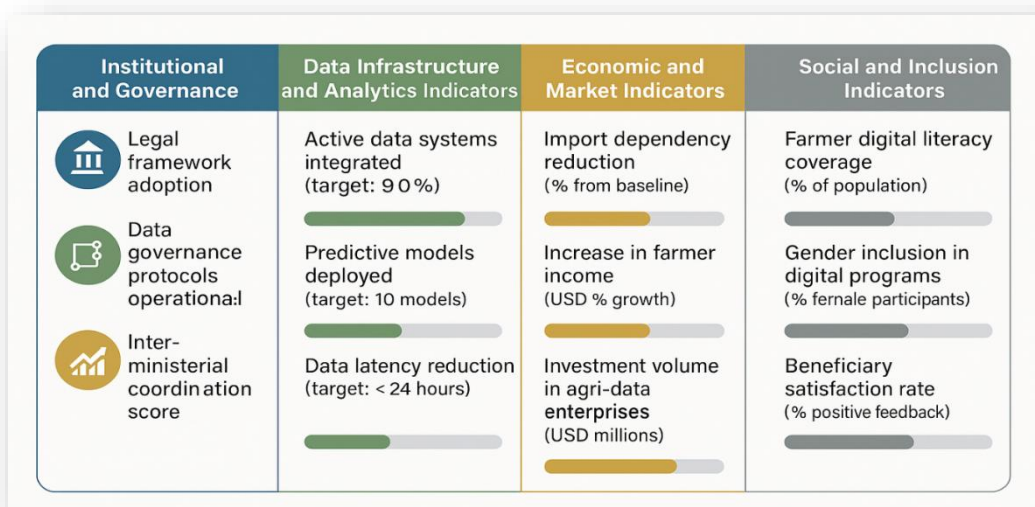 Institutional
and Governance
Legal
framework
adoption
Data
governance
protocols
operationa:l
Inter-
ministerial
coordination
score
Data Infrastructure
and Analytics Indicators
Active data systems
integrated
(target: 90%)
Predictive models
deployed
(target: 10 models)
Data latency reduction
(target: < 24 hours)
Economic and
Market Indicators
Import dependency
reduction
(% from baseline)
Increase in farmer
income
(USD % growth)
Investment volume
in agri-data
enterprises
(USD millions)
Social and Inclusion
Indicators
Farmer digital literacy
coverage
(% of population)
Gender inclusion in
digital programs
(% fernale participants)
Beneficiary
satisfaction rate
(% positive feedback)